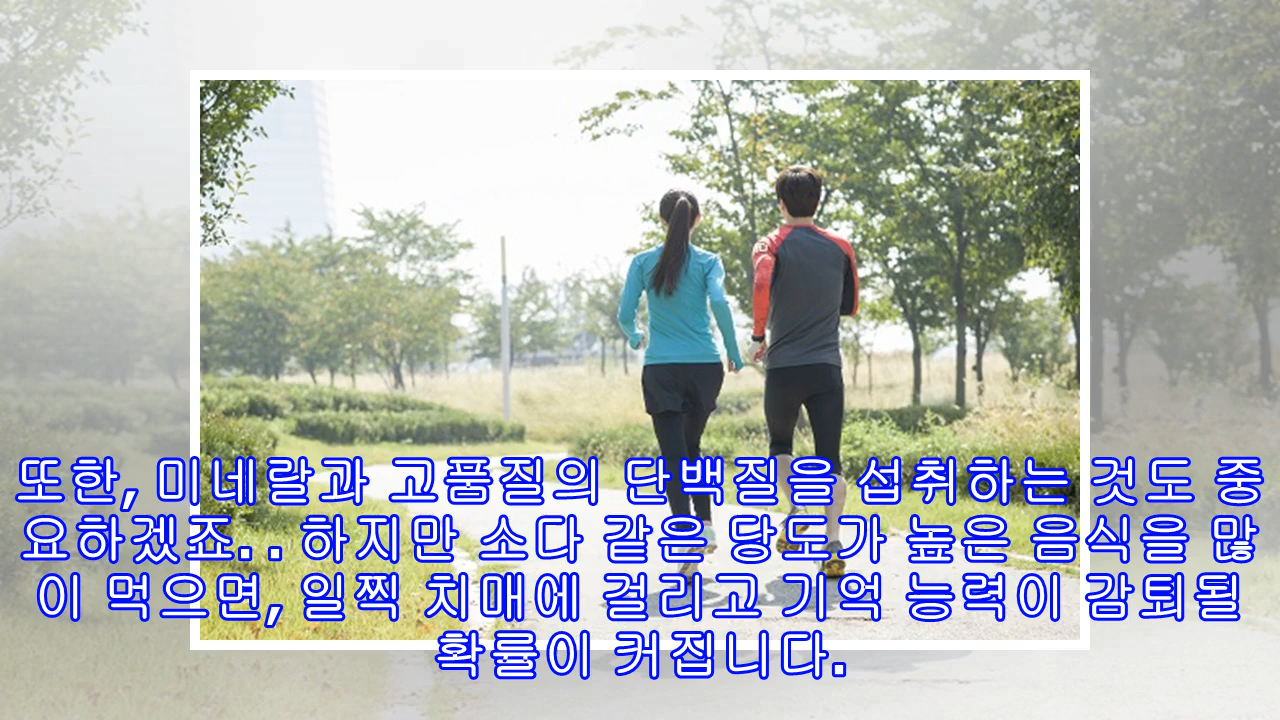 또한, 미네랄과 고품질의 단백질을 섭취하는 것도 중
요하겠죠. . 하지만 소다 같은 당도가 높은 음식을 많
이 먹으면, 일찍 치매에 걸리고 기억 능력이 감퇴될
확률이 커집니다.